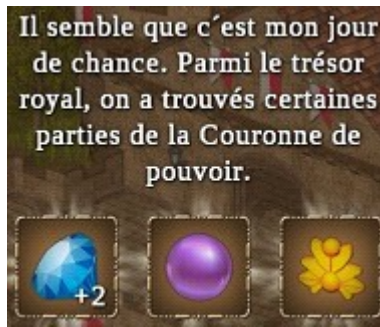 Il semble que c´est mon jour
de chance. Parmi le trésor
royal, on a trouvés certaines
parties de la Couronne de
pouvoir.
+2